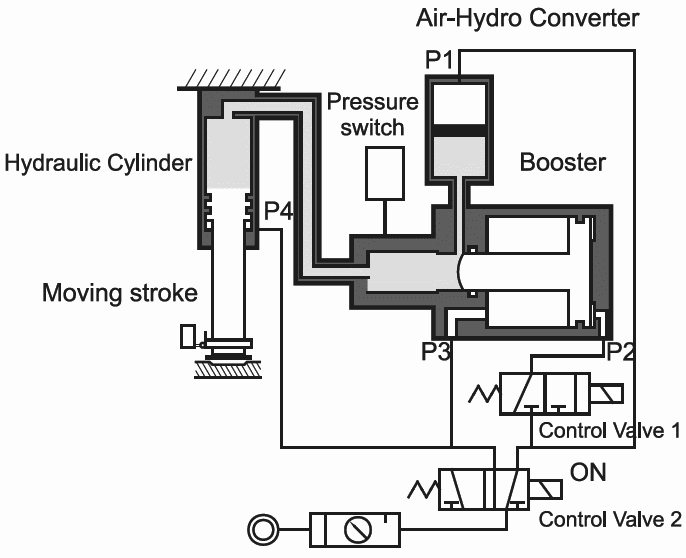 Air-Hydro Converter
P1
Pressure
switch
Hydraulic Cylinder
Booster
P4
Moving stroke
P3
P2
Control Valve 1
ON
Control Valve 2